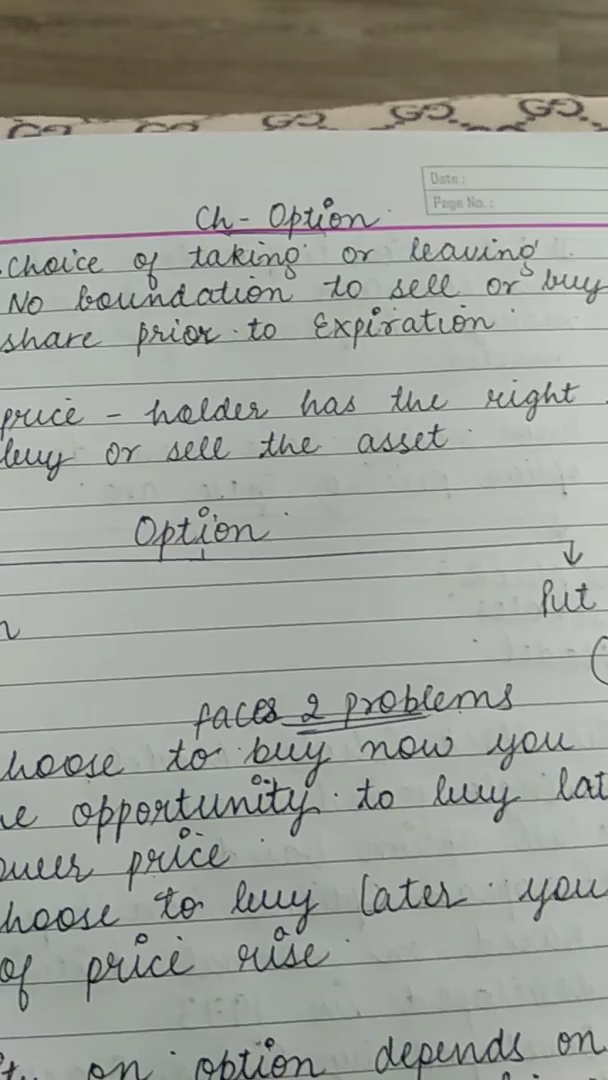 Date :
Page No. :
Ch - Option
choice of taking or leaving
No boundation to sell or buy
share prior to Expiration
price - holder has the right
buy or sell the asset
Option
Put
faces 2 problems
hoose to buy now you
opportunity to buy lat
price
hoose to buy later you
of price rise
on option depends on